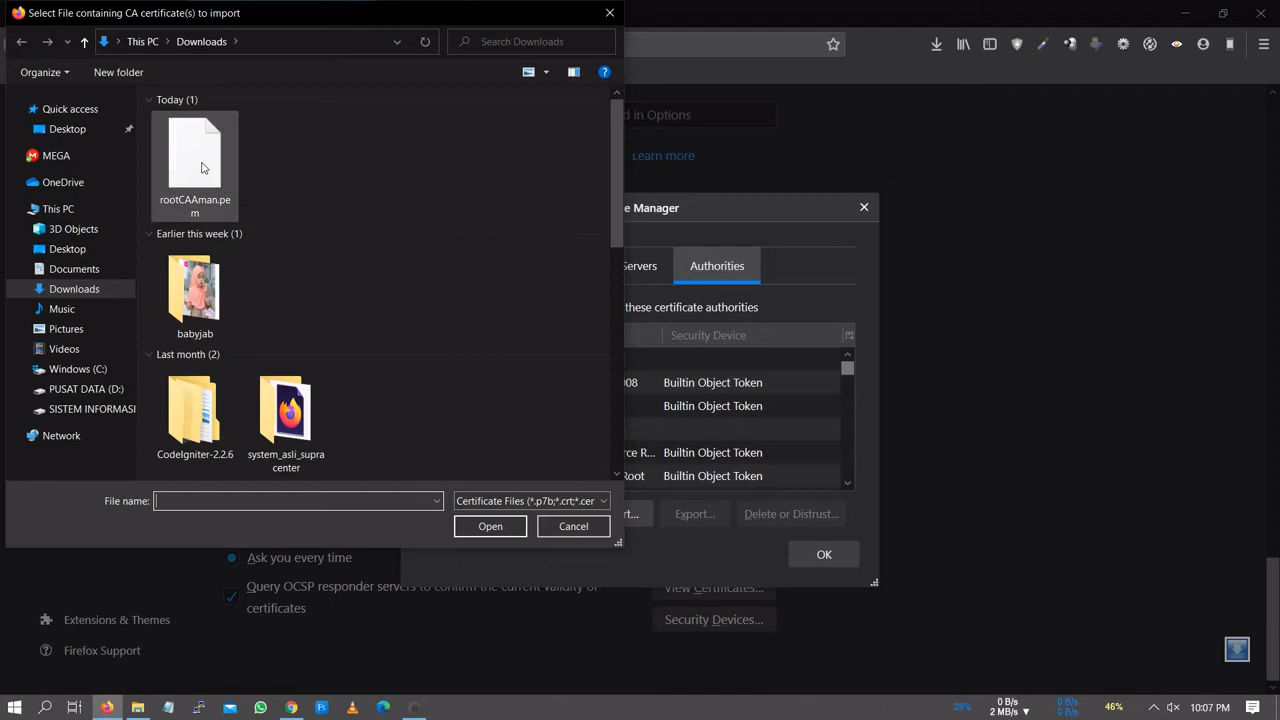 Select File containing CA certificate(s) to import
This PC
Downloads
Search Downloads
Organize
New folder
Quick access
Desktop
MEGA
OneDrive
This PC
3D Objects
Desktop
Documents
Downloads
Music
Pictures
Videos
Windows (C:)
PUSAT DATA (D:)
SISTEM INFORMASI
Network
Today (1)
rootCAAman.pe
m
Earlier this week (1)
babyjab
Last month (2)
CodeIgniter-2.2.6
system_asli_supra
center
File name:
Certificate Files (*.p7b;*.crt;*.cer
Open
Cancel
d in Options
Learn more
e Manager
Servers
Authorities
these certificate authorities
Security Device
008
Builtin Object Token
Builtin Object Token
rce R...
Builtin Object Token
Root
Builtin Object Token
rt...
Export...
Delete or Distrust...
OK
Ask you every time
Query OCSP responder servers to confirm the current validity of
certificates
View Certificates...
Security Devices...
Extensions & Themes
Firefox Support
29%
0 B/s
2 MB/s
0 B/s
0 B/s
46%
10:07 PM